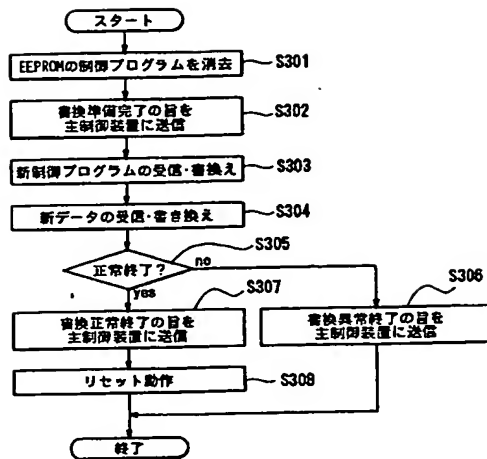 スタート
EEPROMの制御プログラムを消去
S301
書換準備完了の旨を
主制御装置に送信
S302
新制御プログラムの受信・書換え
S303
新データの受信・書き換え
S304
正常終了?
S305
no
yes
S307
書換正常終了の旨を
主制御装置に送信
S306
書換異常終了の旨を
主制御装置に送信
リセット動作
S308
終了